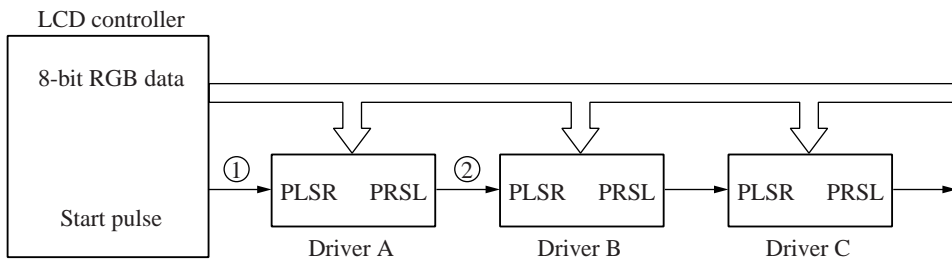 LCD controller
8-bit RGB data
① ②
PLSR PRSL PLSR PRSL PLSR PRSL
Start pulse
Driver A Driver B Driver C